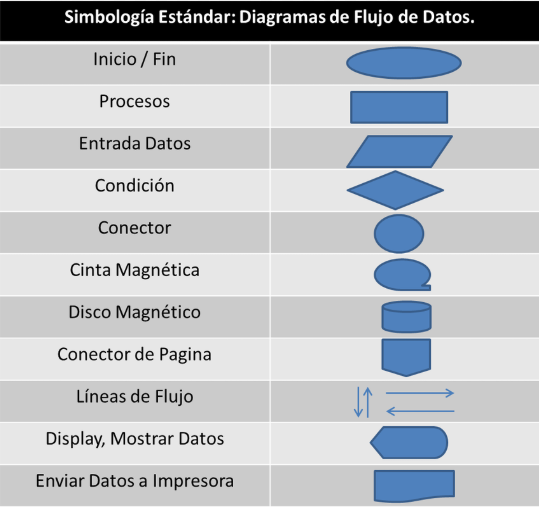 Simbología Estándar: Diagramas de Flujo de Datos.
Inicio / Fin
Procesos
Entrada Datos
Condición
Conector
Cinta Magnética
Disco Magnético
Conector de Pagina
Líneas de Flujo
Display, Mostrar Datos
Enviar Datos a Impresora